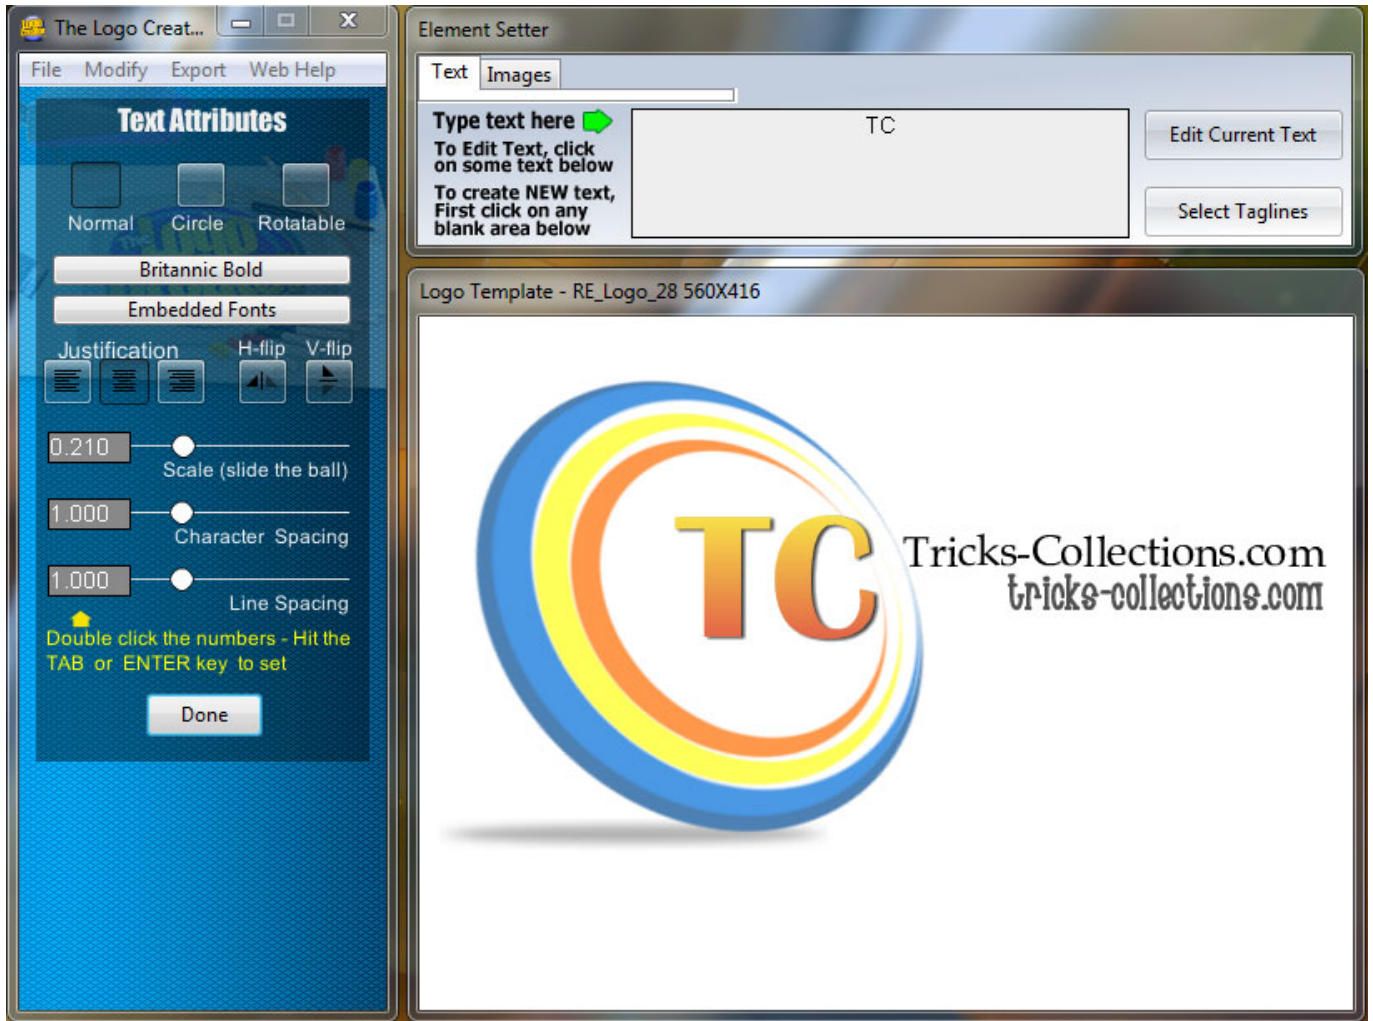 The Logo Creat...
File Modify Export Web Help
Text Attributes
Normal Circle Rotatable
Britannic Bold
Embedded Fonts
Justification H-flip V-flip
0.210
Scale (slide the ball)
1.000
Character Spacing
1.000
Line Spacing
Double click the numbers - Hit the
TAB or ENTER key to set
Done
Element Setter
Text Images
Type text here
To Edit Text, click
on some text below
To create NEW text,
First click on any
blank area below
TC
Edit Current Text
Select Taglines
Logo Template - RE_Logo_28 560X416
TC
Tricks-Collections.com
tricks-collections.com